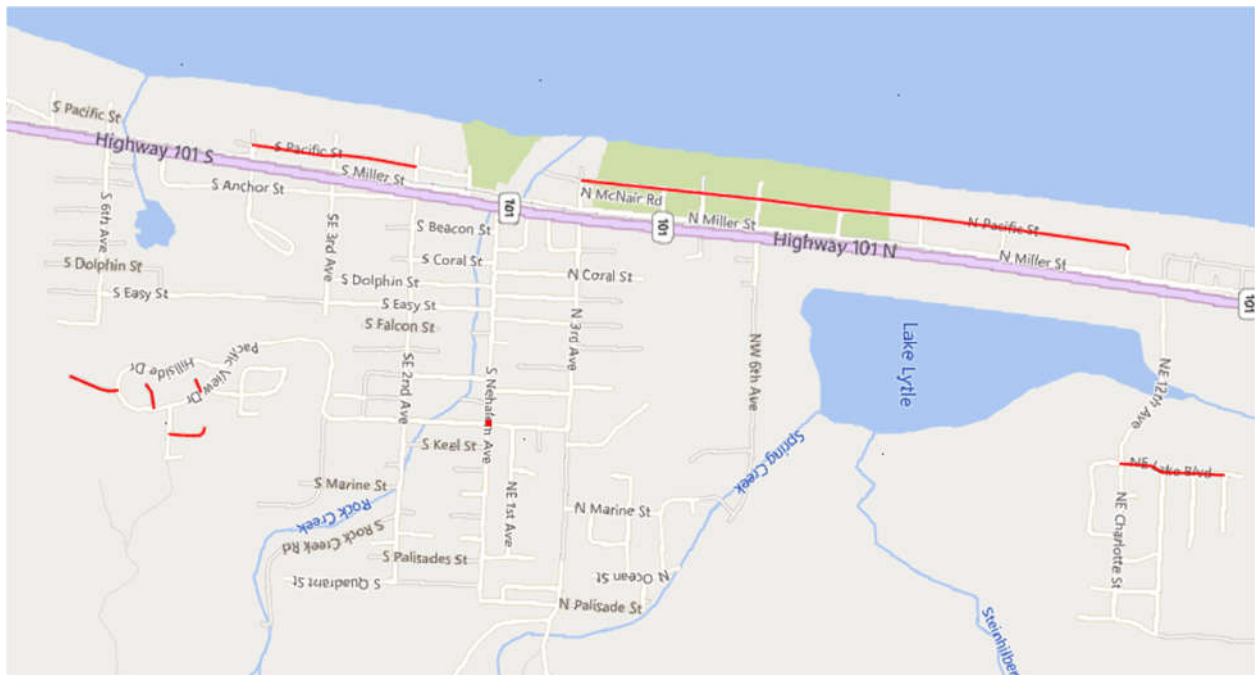 S Pacific St
Highway 101 S
S Pacific St
S Miller St
S Anchor St
S 6th Ave
SE 3rd Ave
101
N McNair Rd
101
N Miller St
N Pacific St
Highway 101 N
N Miller St
101
S Beacon St
S Coral St
N Coral St
S Dolphin St
S Dolphin St
S Easy St
S Easy St
S Falcon St
N 3rd Ave
NW 6th Ave
Lake Lytle
Hillside Dr
Pacific View Dr
SE 2nd Ave
S Nehalem Ave
NE 12th Ave
S Keel St
Spring Creek
NE Lake Blvd
S Marine St
Rock Creek
NE 1st Ave
N Marine St
NE Charlotte St
S Rock Creek Rd
S Palisades St
S Quadrant St
N Ocean St
N Palisade St
Steinhilber